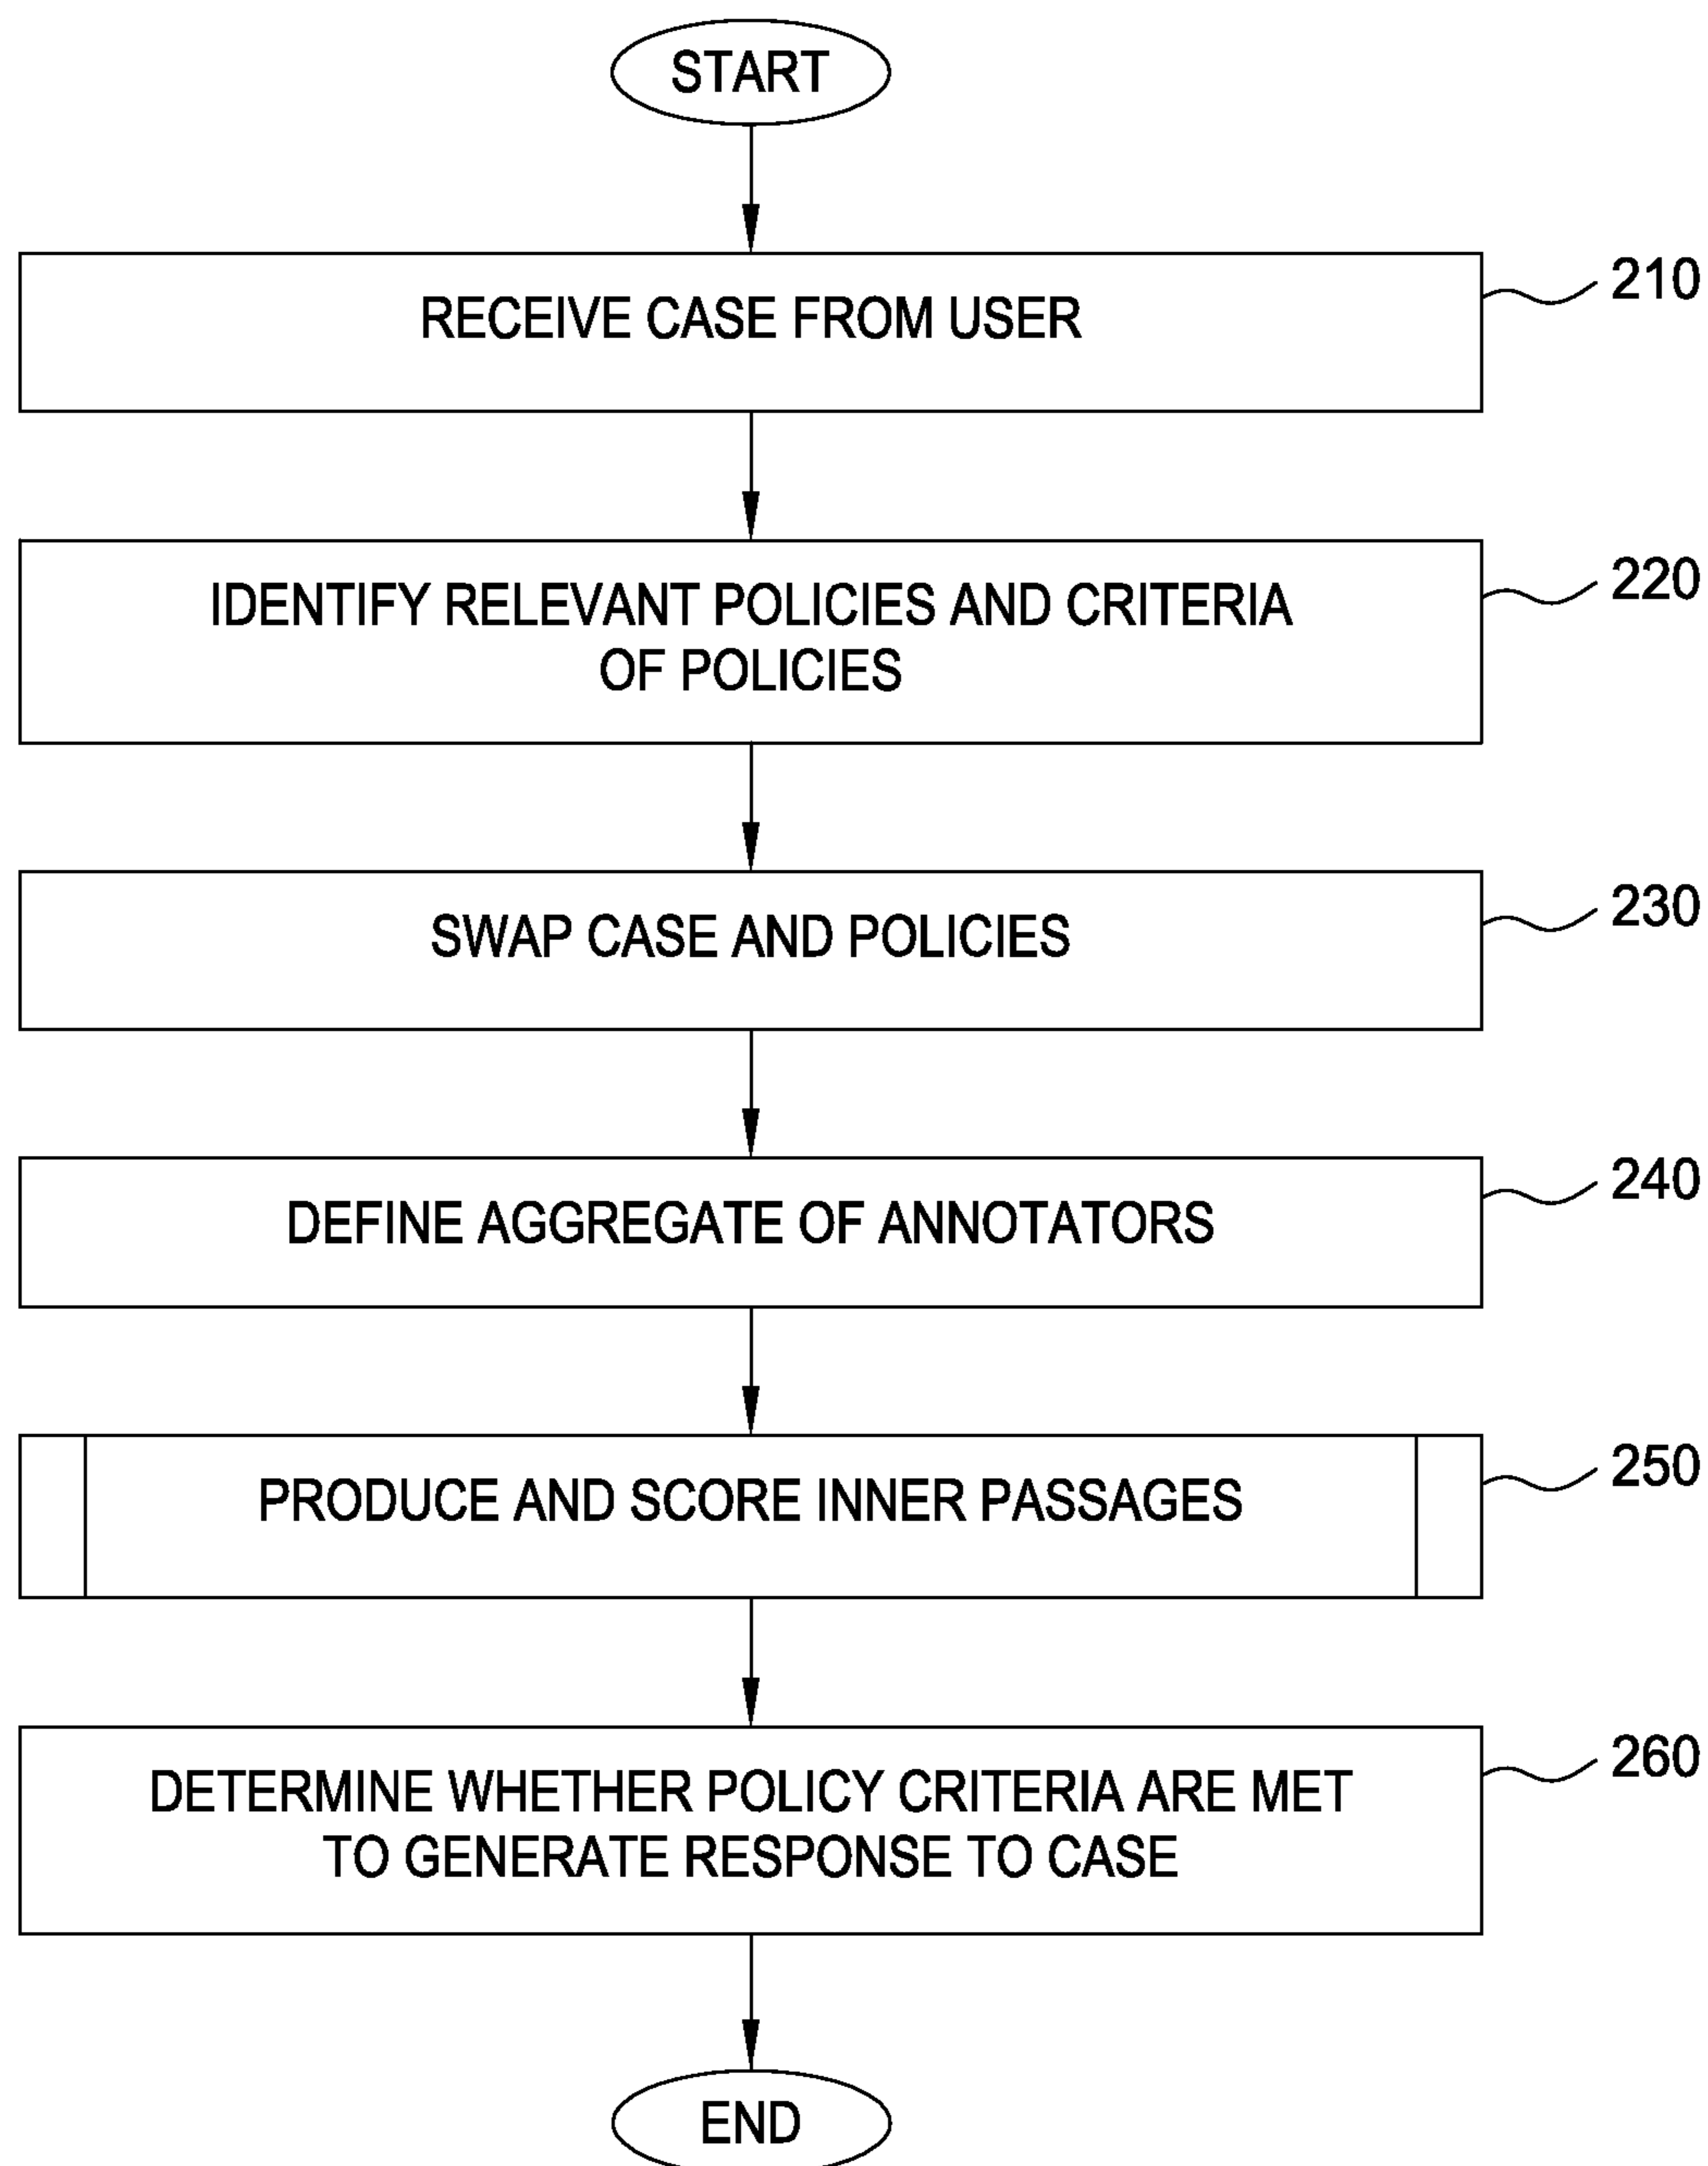 START
RECEIVE CASE FROM USER
210
IDENTIFY RELEVANT POLICIES AND CRITERIA
OF POLICIES
220
SWAP CASE AND POLICIES
230
DEFINE AGGREGATE OF ANNOTATORS
240
PRODUCE AND SCORE INNER PASSAGES
250
DETERMINE WHETHER POLICY CRITERIA ARE MET
TO GENERATE RESPONSE TO CASE
260
END